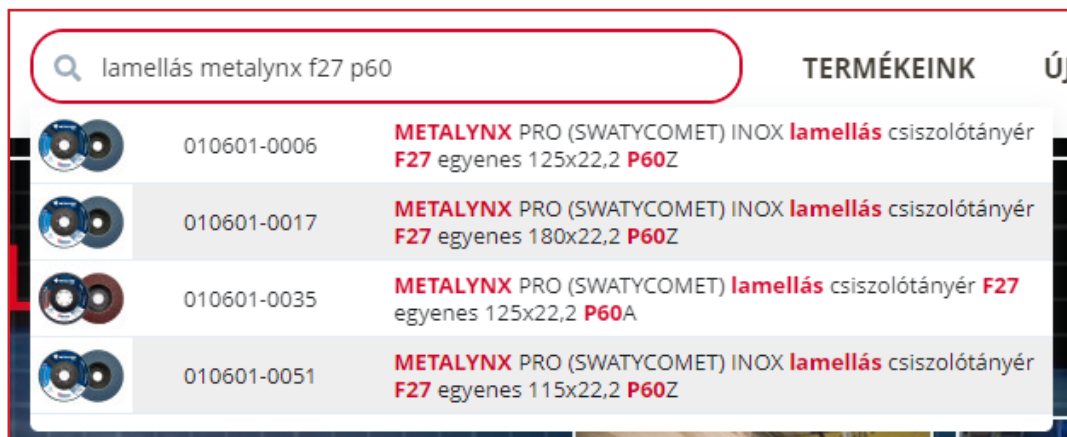 lamellás metalynx f27 p60
TERMÉKEINK
ÚJ
010601-0006
METALYNX PRO (SWATYCOMET) INOX lamellás csiszolótányér
F27 egyenes 125x22,2 P60Z
010601-0017
METALYNX PRO (SWATYCOMET) INOX lamellás csiszolótányér
F27 egyenes 180x22,2 P60Z
010601-0035
METALYNX PRO (SWATYCOMET) lamellás csiszolótányér F27
egyenes 125x22,2 P60A
010601-0051
METALYNX PRO (SWATYCOMET) INOX lamellás csiszolótányér
F27 egyenes 115x22,2 P60Z